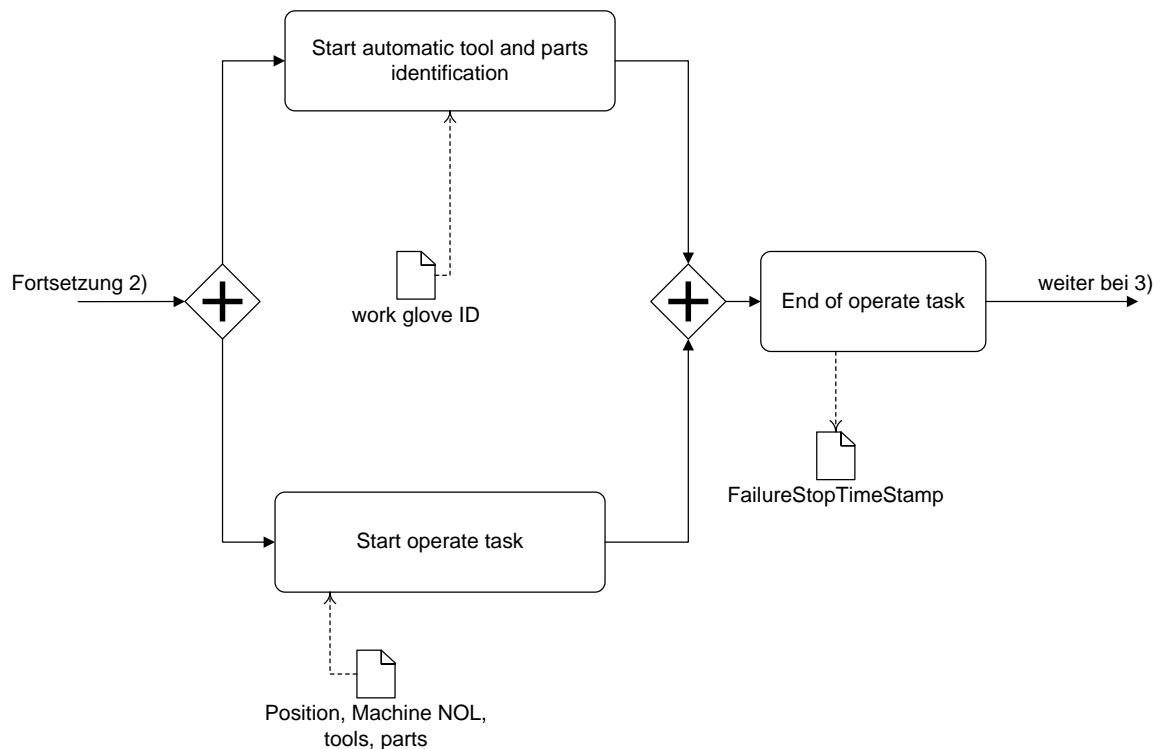 Start automatic tool and parts
identification
Fortsetzung 2)
work glove ID
End of operate task
weiter bei 3)
FailureStopTimeStamp
Start operate task
Position, Machine NOL,
tools, parts